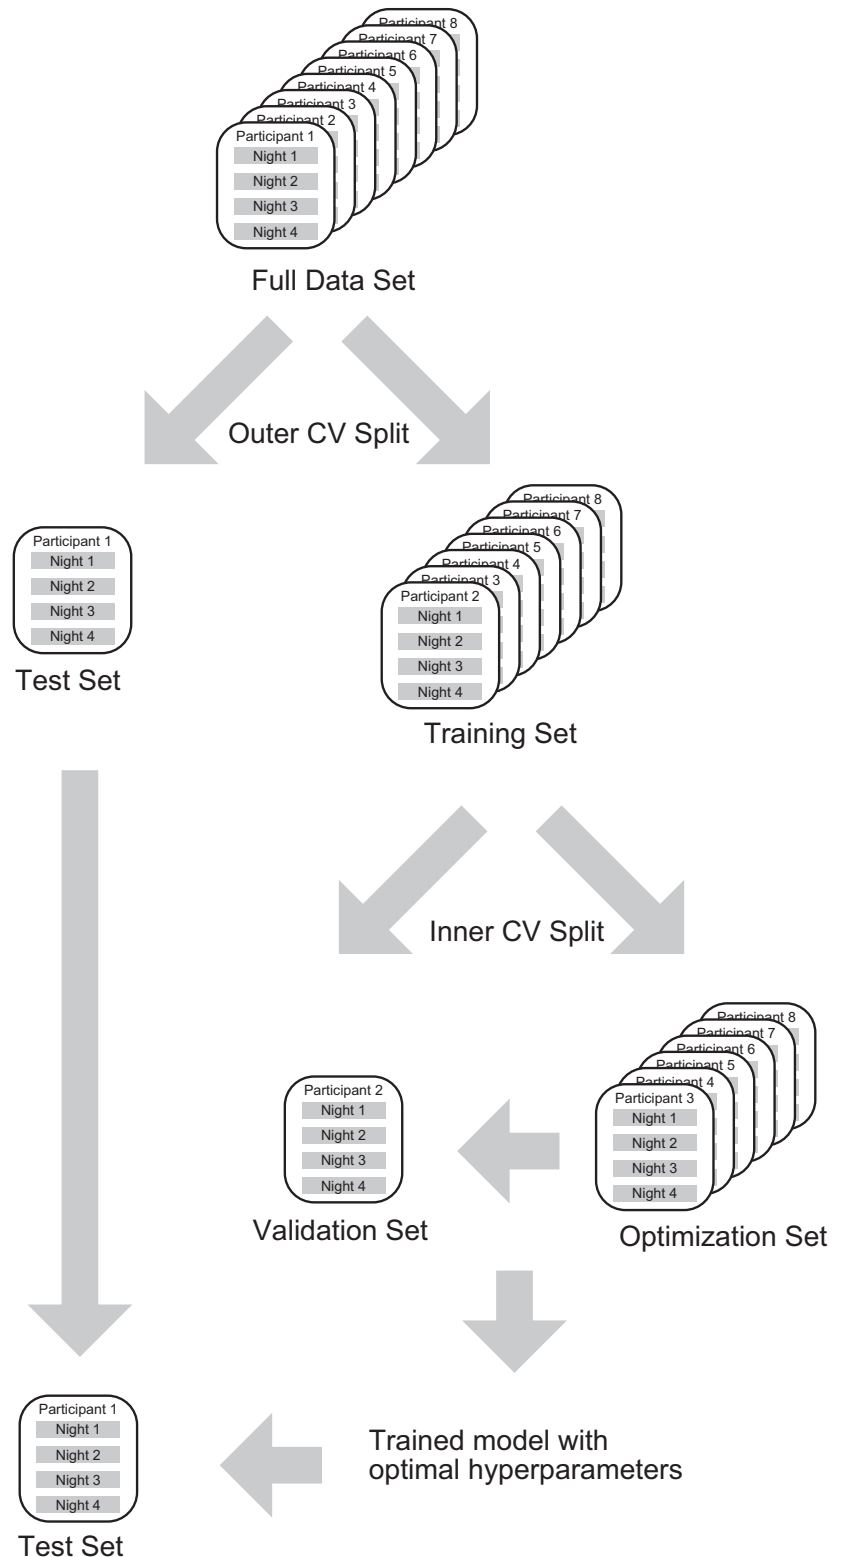 Participant 8
Participant 7
Participant 6
Participant 5
Participant 4
Participant 3
Participant 2
Participant 1
Night 1
Night 2
Night 3
Night 4
Full Data Set
Outer CV Split
Participant 1
Night 1
Night 2
Night 3
Night 4
Test Set
Participant 8
Participant 7
Participant 6
Participant 5
Participant 4
Participant 3
Participant 2
Night 1
Night 2
Night 3
Night 4
Training Set
Inner CV Split
Participant 2
Night 1
Night 2
Night 3
Night 4
Validation Set
Participant 8
Participant 7
Participant 6
Participant 5
Participant 4
Participant 3
Night 1
Night 2
Night 3
Night 4
Optimization Set
Participant 1
Night 1
Night 2
Night 3
Night 4
Test Set
Trained model with
optimal hyperparameters